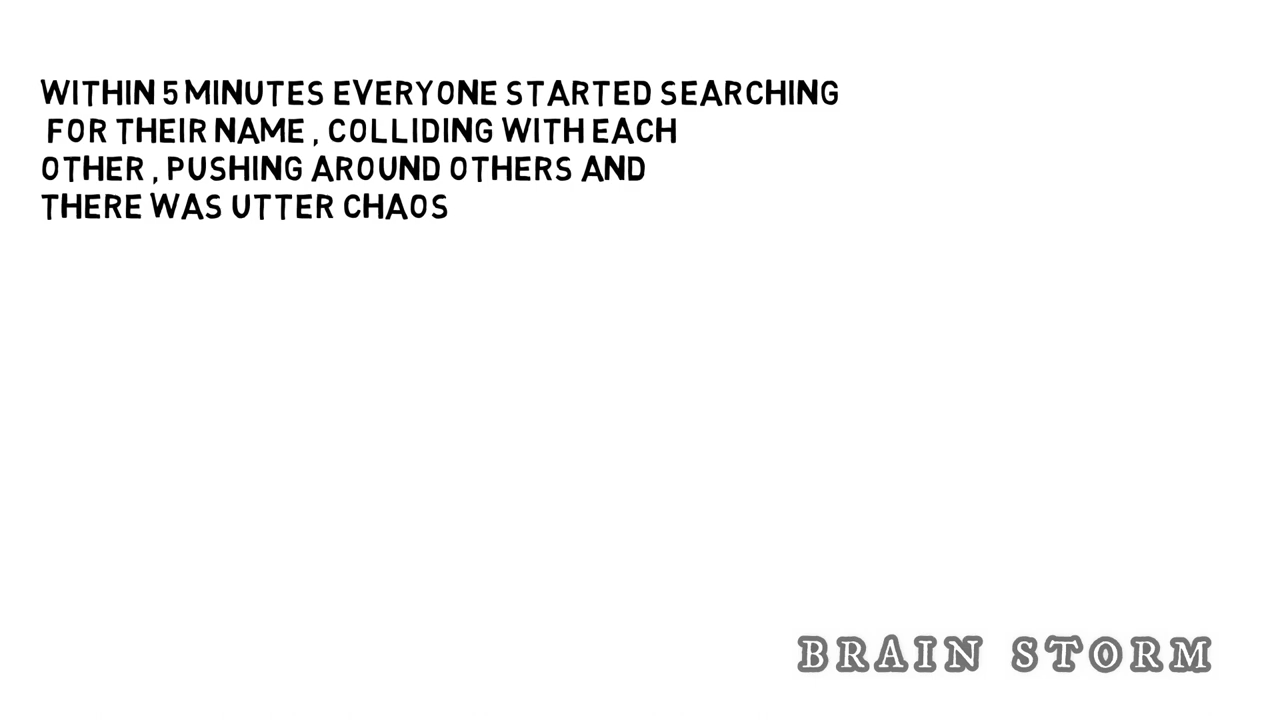 WITHIN 5 MINUTES EVERYONE STARTED SEARCHING
FOR THEIR NAME , COLLIDING WITH EACH
OTHER , PUSHING AROUND OTHERS AND
THERE WAS UTTER CHAOS
BRAIN STORM